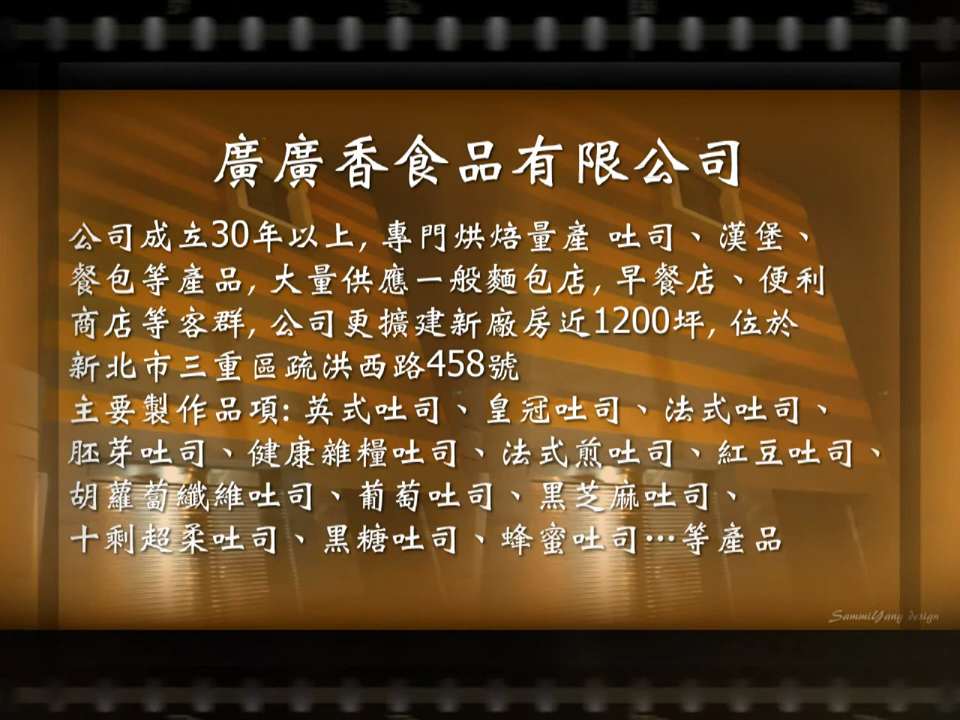 廣廣香食品有限公司
公司成立30年以上, 專門烘焙量產 吐司、漢堡、
餐包等產品, 大量供應一般麵包店, 早餐店、便利
商店等客群, 公司更擴建新廠房近1200坪, 位於
新北市三重區疏洪西路458號
主要製作品項: 英式吐司、皇冠吐司、法式吐司、
胚芽吐司、健康雜糧吐司、法式煎吐司、紅豆吐司、
胡蘿蔔纖維吐司、葡萄吐司、黑芝麻吐司、
十剩超柔吐司、黑糖吐司、蜂蜜吐司…等產品
SammiYang design